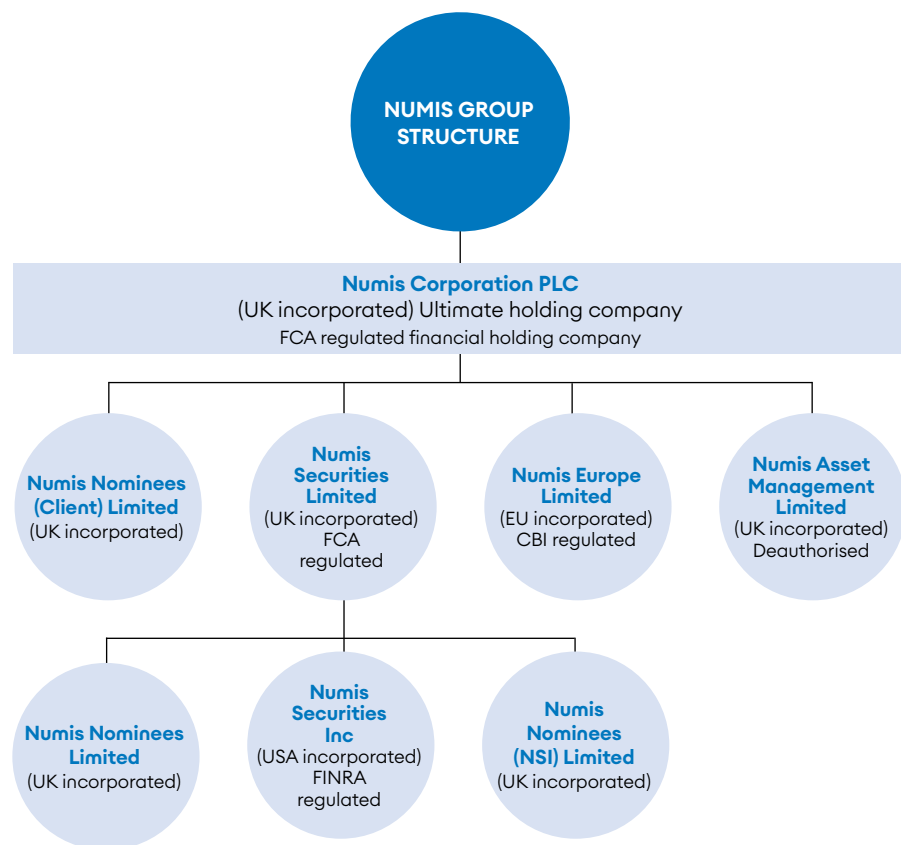 NUMIS GROUP
STRUCTURE
Numis Corporation PLC
(UK incorporated) Ultimate holding company
FCA regulated financial holding company
Numis Nominees
(Client) Limited
(UK incorporated)
Numis
Securities
Limited
(UK incorporated)
FCA
regulated
Numis Europe
Limited
(EU incorporated)
CBI regulated
Numis Asset
Management
Limited
(UK incorporated)
Deauthorised
Numis Nominees
Limited
(UK incorporated)
Numis
Securities
Inc
(USA incorporated)
FINRA
regulated
Numis
Nominees
(NSI) Limited
(UK incorporated)